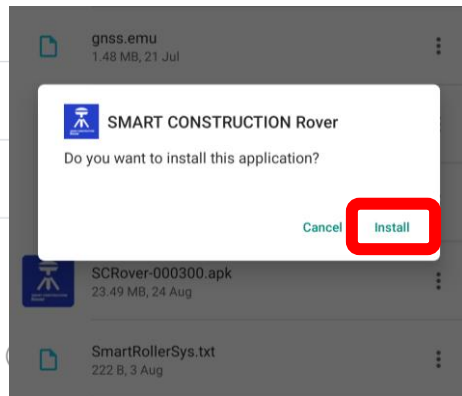 gnss.emu
1.48 MB, 21 Jul
SMART CONSTRUCTION Rover
Do you want to install this application?
Cancel
Install
SCRover-000300.apk
23.49 MB, 24 Aug
SmartRollerSys.txt
222 B, 3 Aug